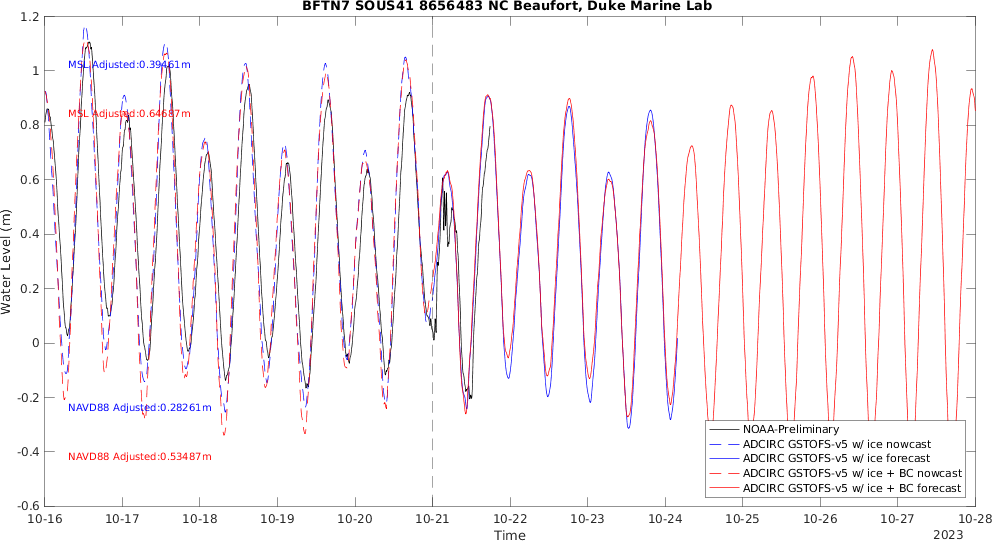 BFTN7 SOUS41 8656483 NC Beaufort, Duke Marine Lab
1.2
1
0.8
0.6
0.4
0.2
0
-0.2
-0.4
-0.6
Water Level (m)
MSL Adjusted:0.39461m
MSL Adjusted:0.64687m
NAVD88 Adjusted:0.28261m
NAVD88 Adjusted:0.53487m
NOAA-Preliminary
ADCIRC GSTOFS-v5 w/ ice nowcast
ADCIRC GSTOFS-v5 w/ ice forecast
ADCIRC GSTOFS-v5 w/ ice + BC nowcast
ADCIRC GSTOFS-v5 w/ ice + BC forecast
10-16 10-17 10-18 10-19 10-20 10-21 10-22 10-23 10-24 10-25 10-26 10-27 10-28
Time
2023